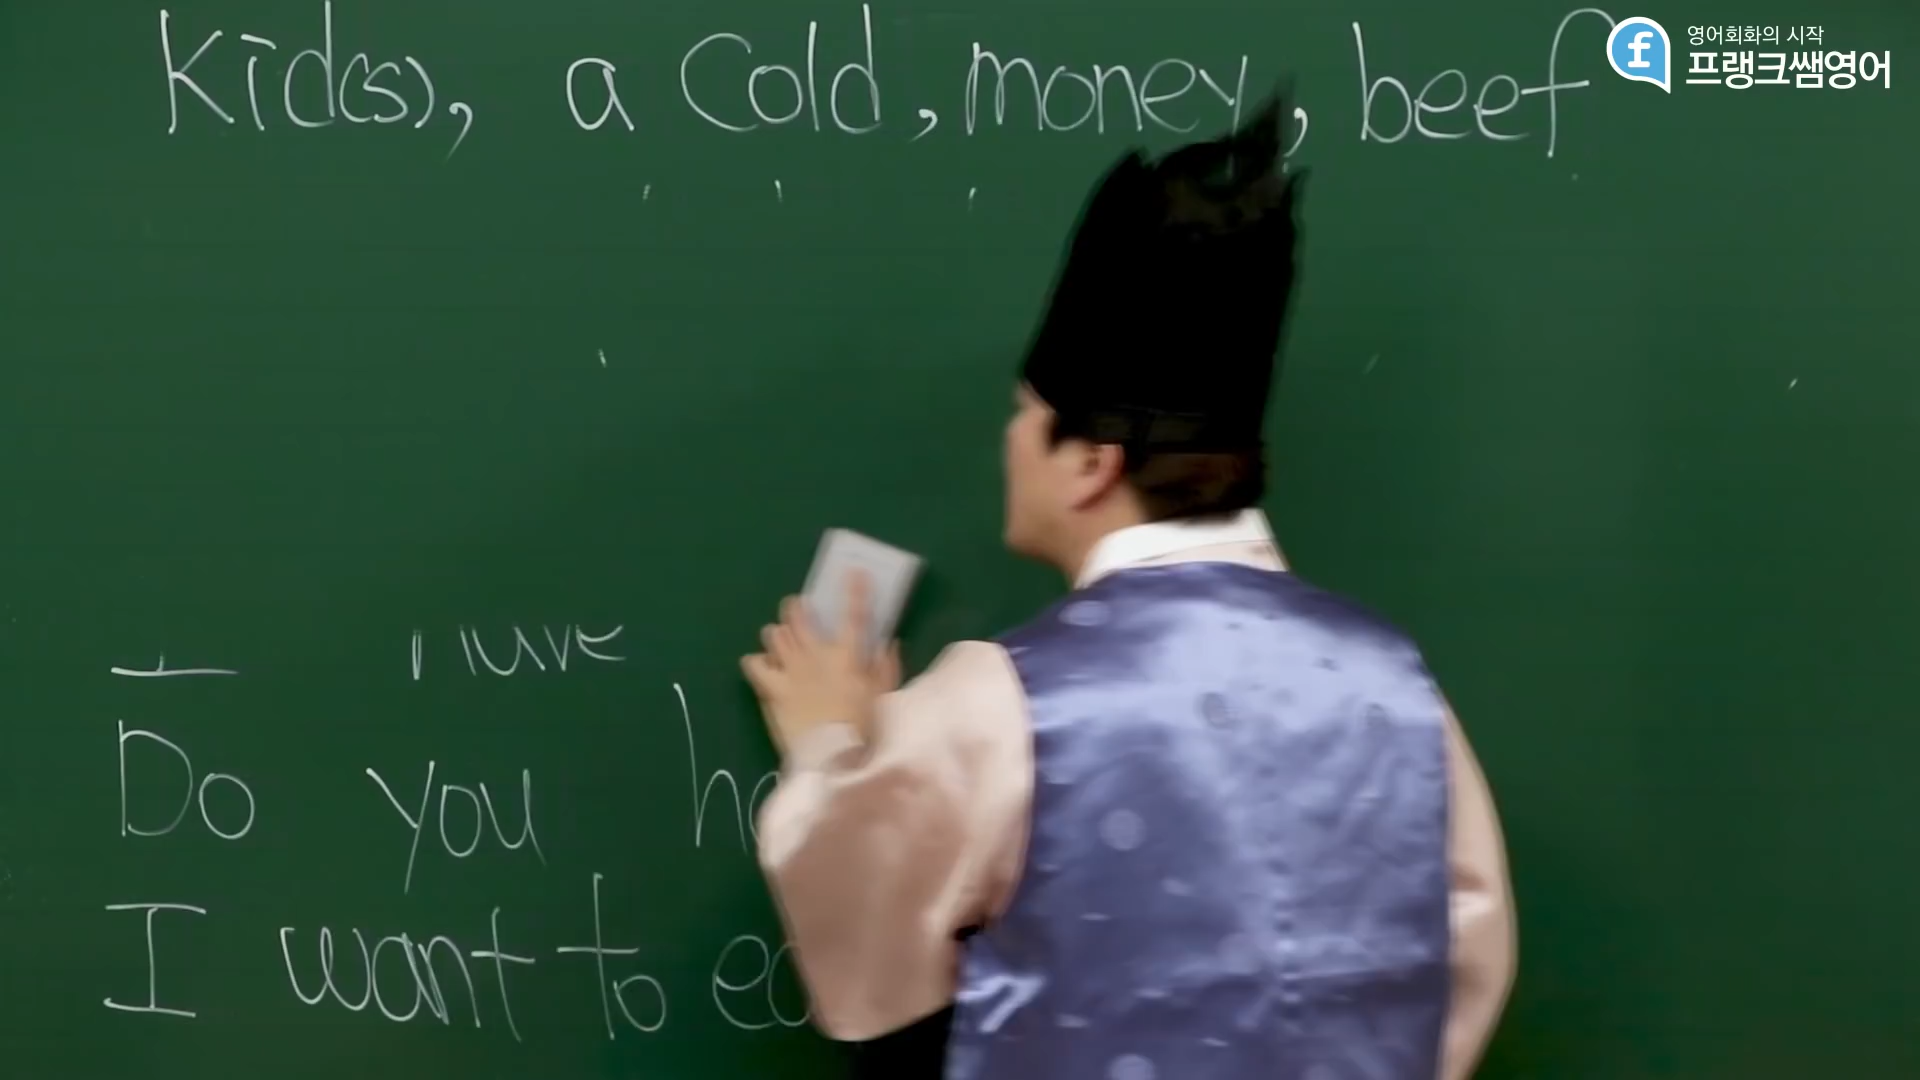 Kid(s), a cold, money, beef
영어회화의 시작
프랭크쌤영어
I have
Do you
I want to